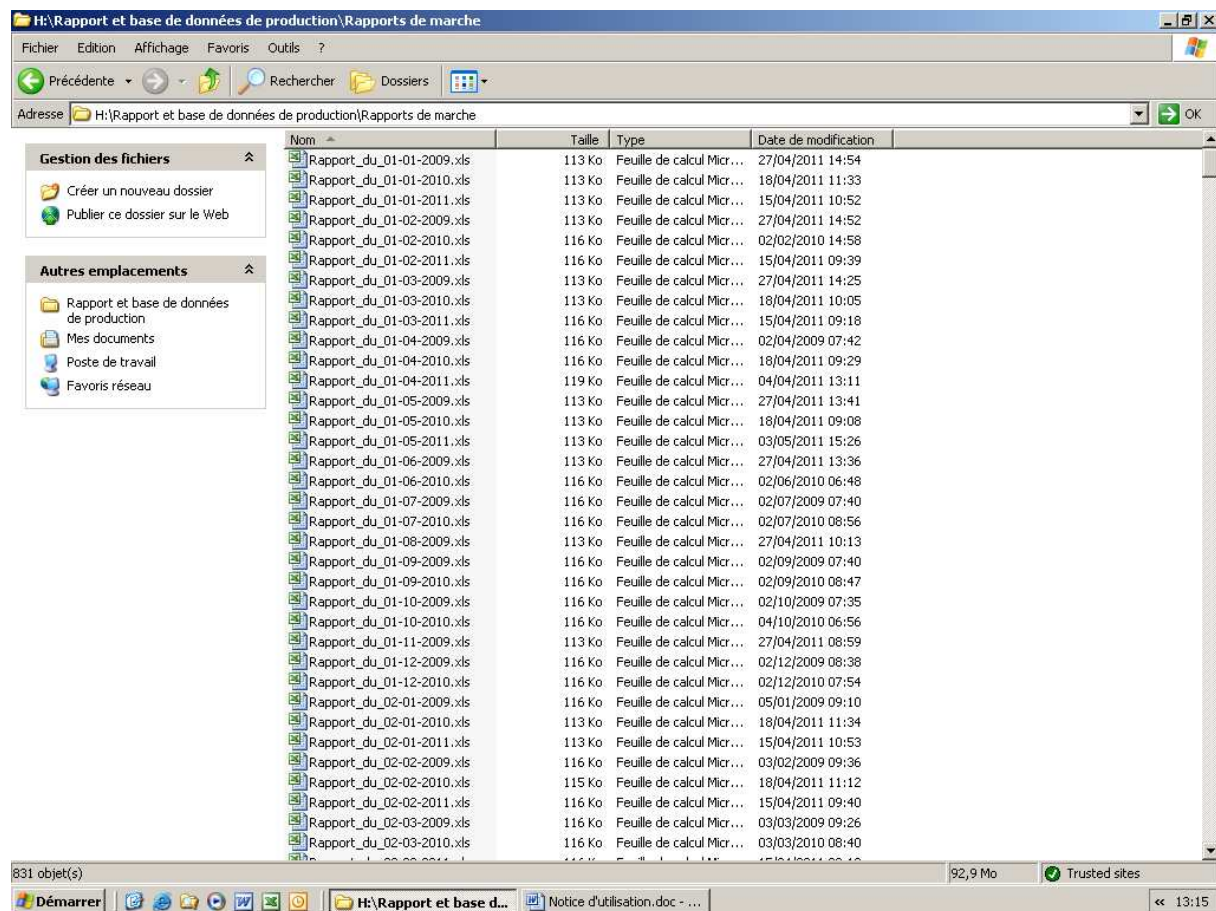 H:\Rapport et base de données de production\Rapports de marche
Fichier Edition Affichage Favoris Outils ?
Précédente Rechercher Dossiers
Adresse H:\Rapport et base de données de production\Rapports de marche OK
Gestion des fichiers
Créer un nouveau dossier
Publier ce dossier sur le Web
Autres emplacements
Rapport et base de données
de production
Mes documents
Poste de travail
Favoris réseau
Nom Taille Type Date de modification
Rapport_du_01-01-2009.xls 113 Ko Feuille de calcul Micr... 27/04/2011 14:54
Rapport_du_01-01-2010.xls 113 Ko Feuille de calcul Micr... 18/04/2011 11:33
Rapport_du_01-01-2011.xls 113 Ko Feuille de calcul Micr... 15/04/2011 10:52
Rapport_du_01-02-2009.xls 113 Ko Feuille de calcul Micr... 27/04/2011 14:52
Rapport_du_01-02-2010.xls 116 Ko Feuille de calcul Micr... 02/02/2010 14:58
Rapport_du_01-02-2011.xls 116 Ko Feuille de calcul Micr... 15/04/2011 09:39
Rapport_du_01-03-2009.xls 113 Ko Feuille de calcul Micr... 27/04/2011 14:25
Rapport_du_01-03-2010.xls 113 Ko Feuille de calcul Micr... 18/04/2011 10:05
Rapport_du_01-03-2011.xls 116 Ko Feuille de calcul Micr... 15/04/2011 09:18
Rapport_du_01-04-2009.xls 116 Ko Feuille de calcul Micr... 02/04/2009 07:42
Rapport_du_01-04-2010.xls 116 Ko Feuille de calcul Micr... 18/04/2011 09:29
Rapport_du_01-04-2011.xls 119 Ko Feuille de calcul Micr... 04/04/2011 13:11
Rapport_du_01-05-2009.xls 113 Ko Feuille de calcul Micr... 27/04/2011 13:41
Rapport_du_01-05-2010.xls 113 Ko Feuille de calcul Micr... 18/04/2011 09:08
Rapport_du_01-05-2011.xls 113 Ko Feuille de calcul Micr... 03/05/2011 15:26
Rapport_du_01-06-2009.xls 113 Ko Feuille de calcul Micr... 27/04/2011 13:36
Rapport_du_01-06-2010.xls 116 Ko Feuille de calcul Micr... 02/06/2010 06:48
Rapport_du_01-07-2009.xls 116 Ko Feuille de calcul Micr... 02/07/2009 07:40
Rapport_du_01-07-2010.xls 116 Ko Feuille de calcul Micr... 02/07/2010 08:56
Rapport_du_01-08-2009.xls 113 Ko Feuille de calcul Micr... 27/04/2011 10:13
Rapport_du_01-09-2009.xls 116 Ko Feuille de calcul Micr... 02/09/2009 07:40
Rapport_du_01-09-2010.xls 116 Ko Feuille de calcul Micr... 02/09/2010 08:47
Rapport_du_01-10-2009.xls 116 Ko Feuille de calcul Micr... 02/10/2009 07:35
Rapport_du_01-10-2010.xls 116 Ko Feuille de calcul Micr... 04/10/2010 06:56
Rapport_du_01-11-2009.xls 113 Ko Feuille de calcul Micr... 27/04/2011 08:59
Rapport_du_01-12-2009.xls 116 Ko Feuille de calcul Micr... 02/12/2009 08:38
Rapport_du_01-12-2010.xls 116 Ko Feuille de calcul Micr... 02/12/2010 07:54
Rapport_du_02-01-2009.xls 116 Ko Feuille de calcul Micr... 05/01/2009 09:10
Rapport_du_02-01-2010.xls 113 Ko Feuille de calcul Micr... 18/04/2011 11:34
Rapport_du_02-01-2011.xls 113 Ko Feuille de calcul Micr... 15/04/2011 10:53
Rapport_du_02-02-2009.xls 116 Ko Feuille de calcul Micr... 03/02/2009 09:36
Rapport_du_02-02-2010.xls 115 Ko Feuille de calcul Micr... 18/04/2011 11:12
Rapport_du_02-02-2011.xls 116 Ko Feuille de calcul Micr... 15/04/2011 09:40
Rapport_du_02-03-2009.xls 116 Ko Feuille de calcul Micr... 03/03/2009 09:26
Rapport_du_02-03-2010.xls 116 Ko Feuille de calcul Micr... 03/03/2010 08:40
831 objet(s) 92,9 Mo Trusted sites
Démarrer H:\Rapport et base d... Notice d'utilisation.doc - ... « 13:15